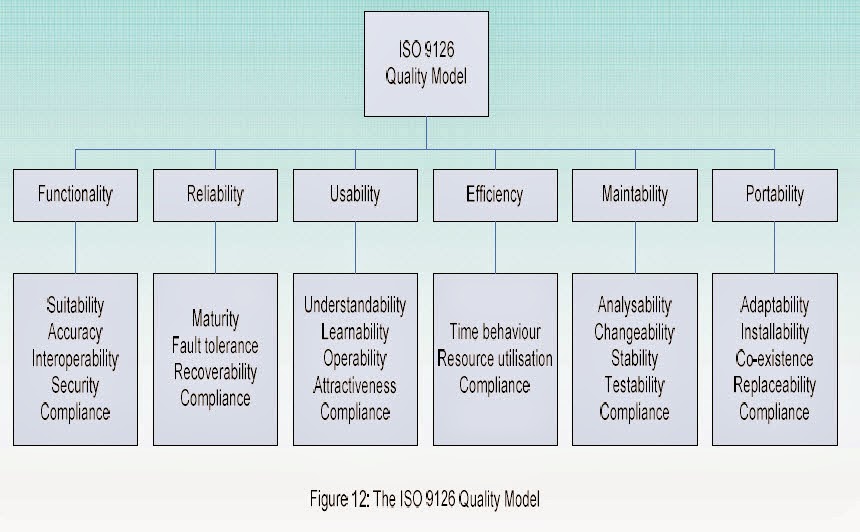 ISO 9126
Quality Model
Functionality
Reliability
Usability
Efficiency
Maintability
Portability
Suitability
Accuracy
Interoperability
Security
Compliance
Maturity
Fault tolerance
Recoverability
Compliance
Understandability
Learnability
Operability
Attractiveness
Compliance
Time behaviour
Resource utilisation
Compliance
Analysability
Changeability
Stability
Testability
Compliance
Adaptability
Installability
Co-existence
Replaceability
Compliance
Figure 12: The ISO 9126 Quality Model